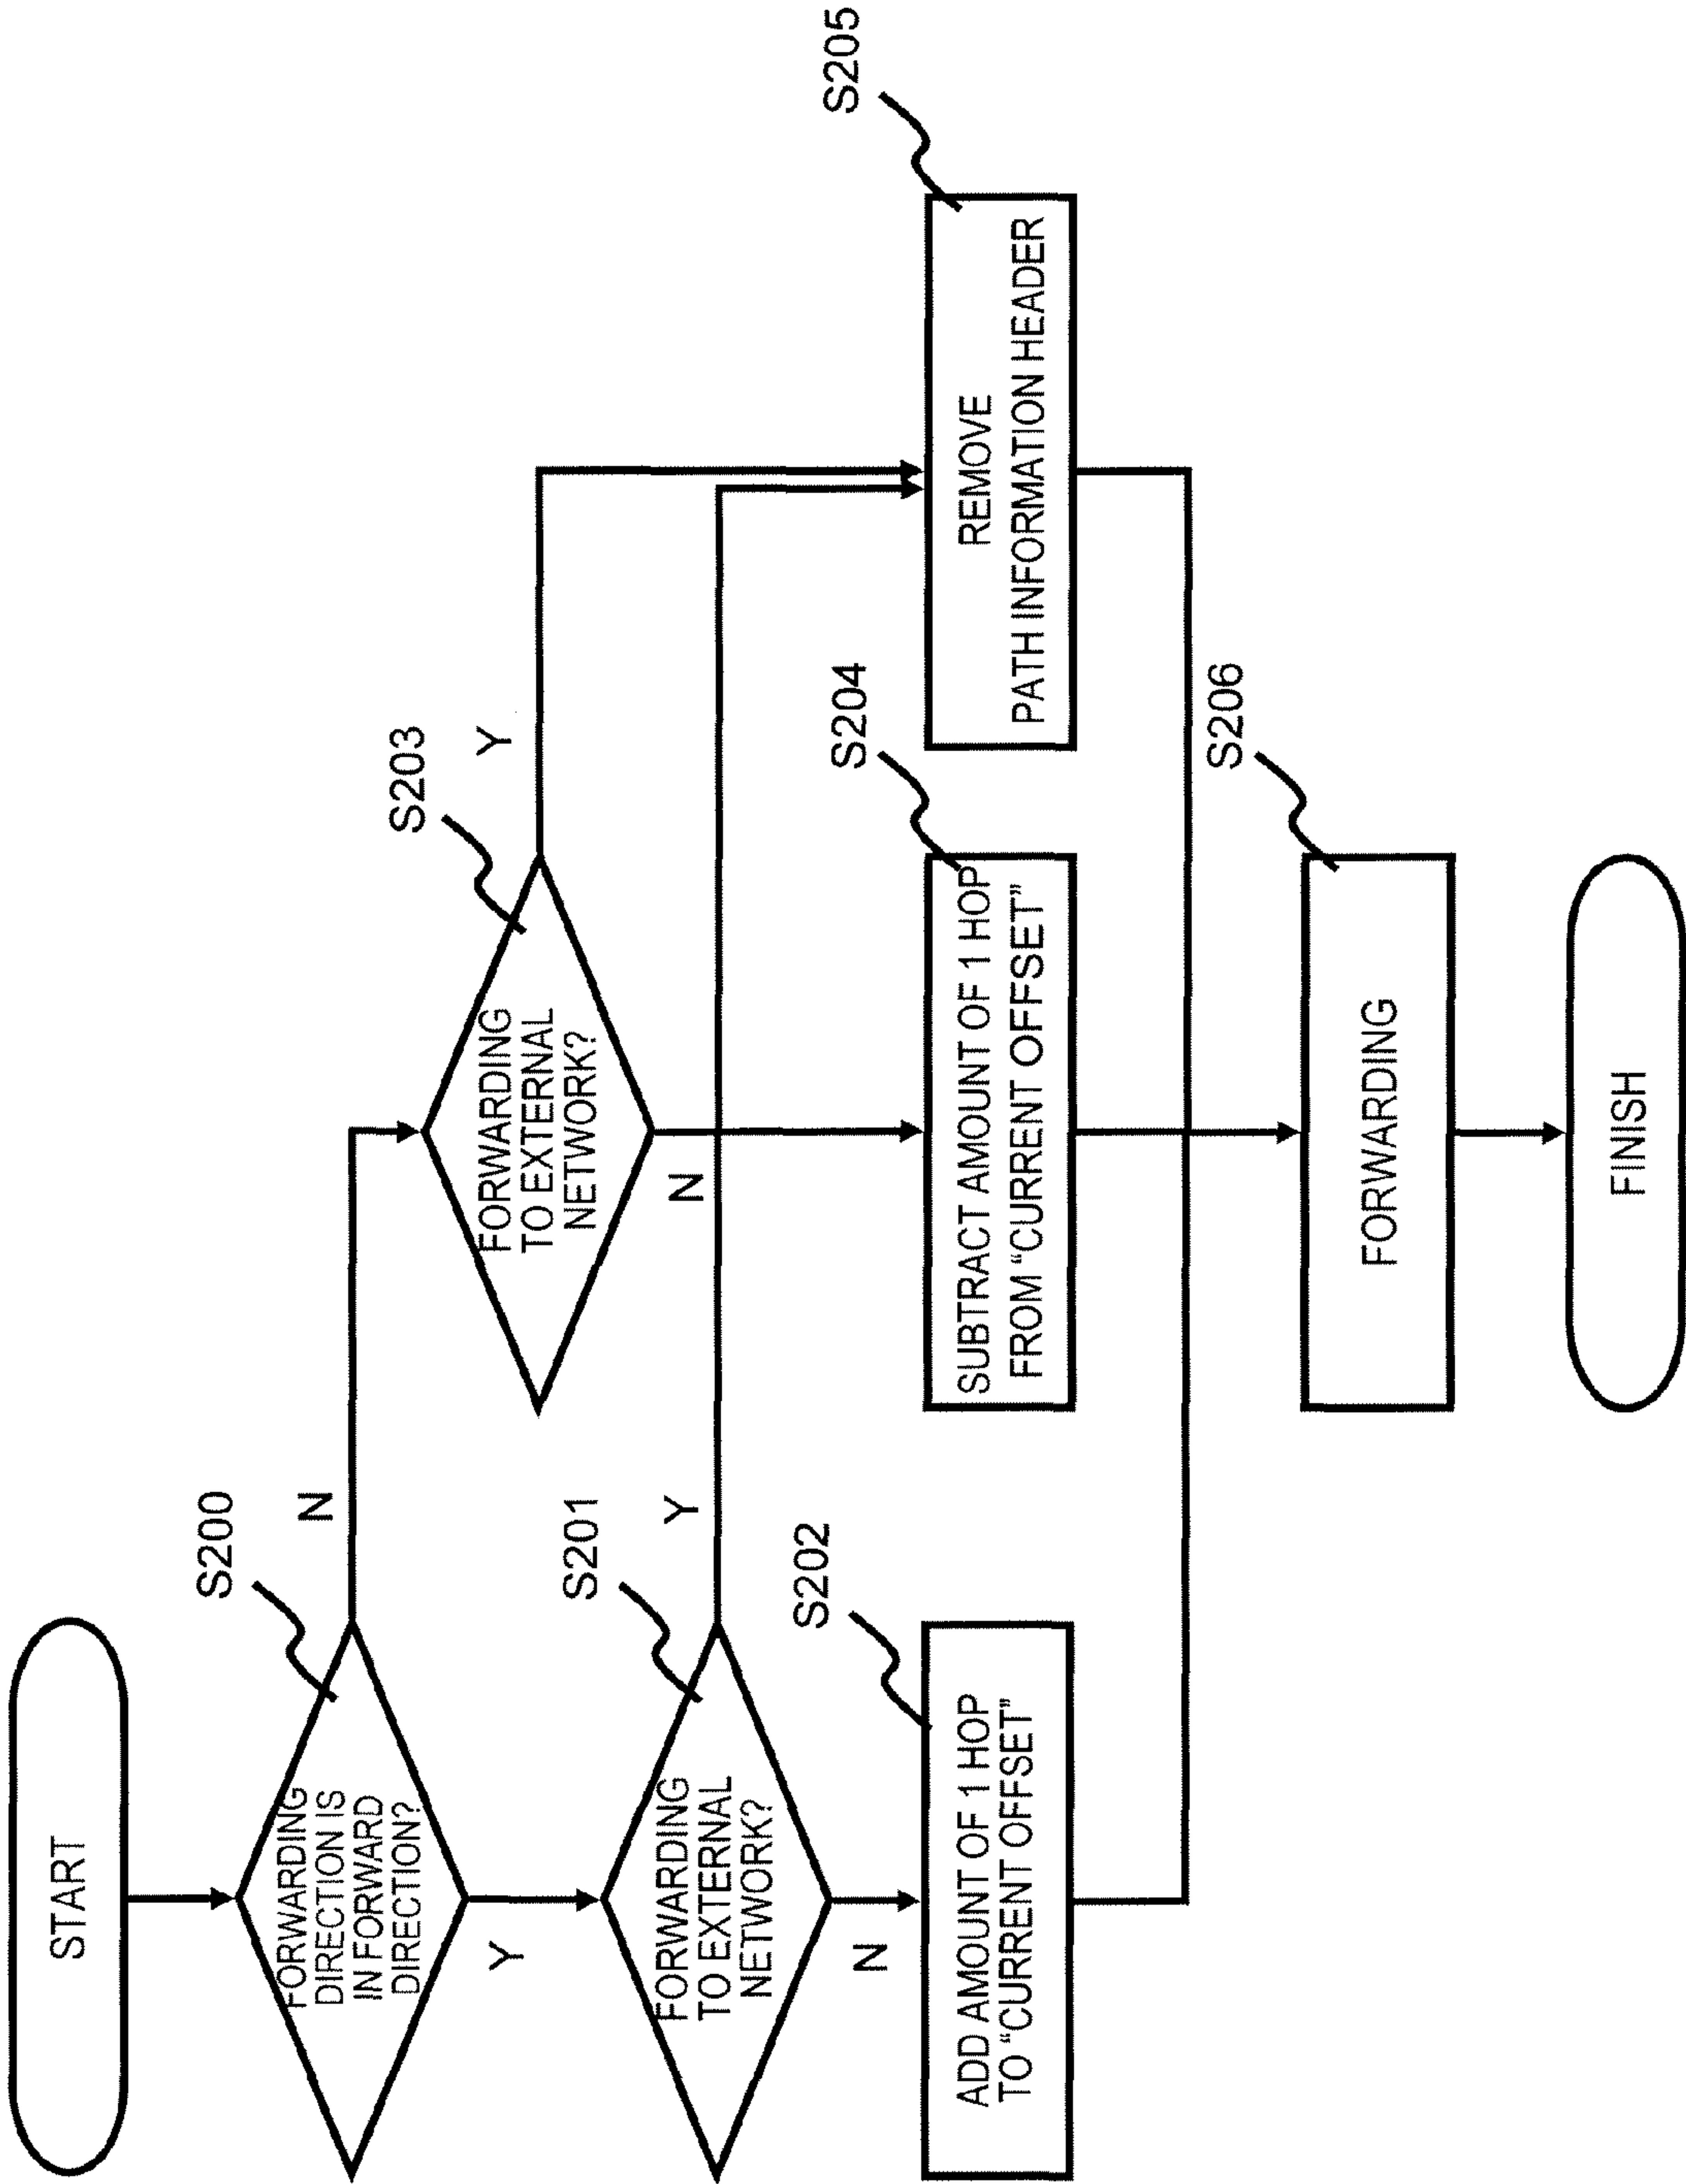 START
S200
FORWARDING
DIRECTION IS
IN FORWARD
DIRECTION?
N
Y
S201
FORWARDING
TO EXTERNAL
NETWORK?
Y
N
S202
ADD AMOUNT OF 1 HOP
TO “CURRENT OFFSET”
S203
FORWARDING
TO EXTERNAL
NETWORK?
Y
N
S204
SUBTRACT AMOUNT OF 1 HOP
FROM “CURRENT OFFSET”
S205
REMOVE
PATH INFORMATION HEADER
S206
FORWARDING
FINISH